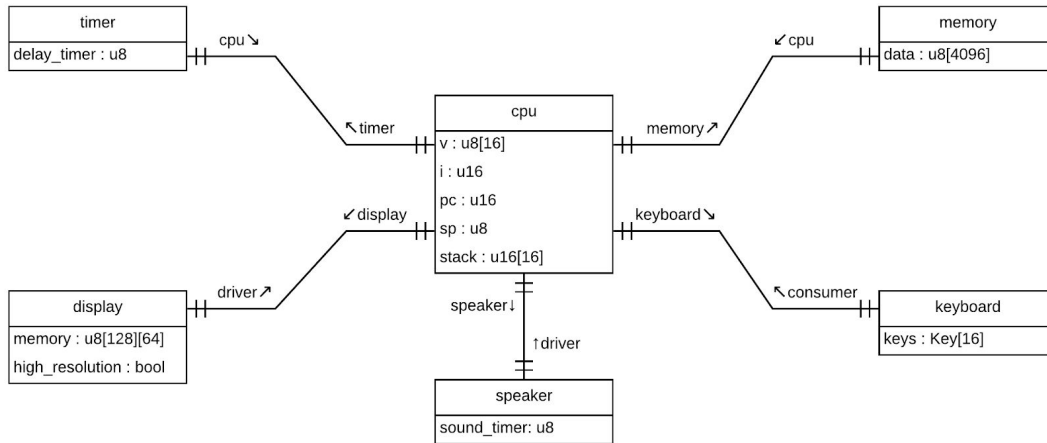 timer
delay_timer : u8
cpu↘
↖timer
memory
data : u8[4096]
↙cpu
memory↗
cpu
v : u8[16]
i : u16
pc : u16
sp : u8
stack : u16[16]
↙display
driver↗
display
memory : u8[128][64]
high_resolution : bool
keyboard↘
↖consumer
keyboard
keys : Key[16]
speaker↓
↑driver
speaker
sound_timer: u8